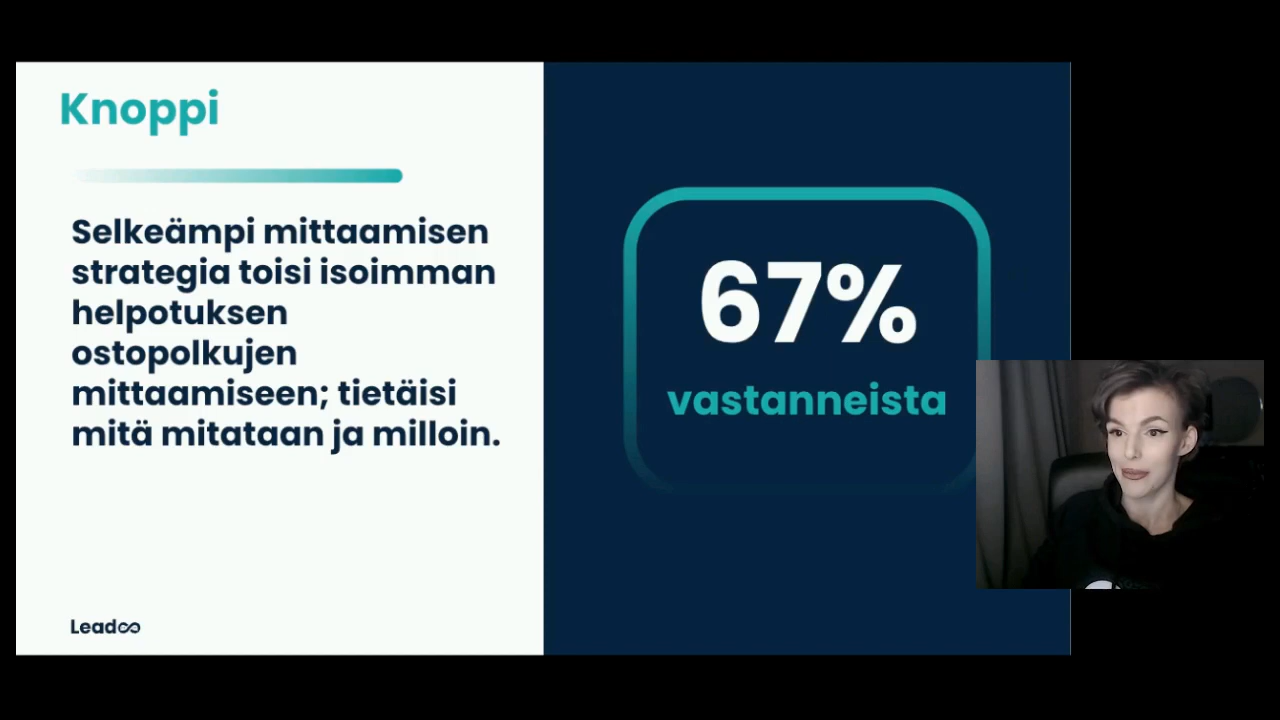 Knoppi
Selkeämpi mittaamisen
strategia toisi isoimman
helpotuksen
ostopolkujen
mittaamiseen; tietäisi
mitä mitataan ja milloin.
67%
vastanneista
Leadoo